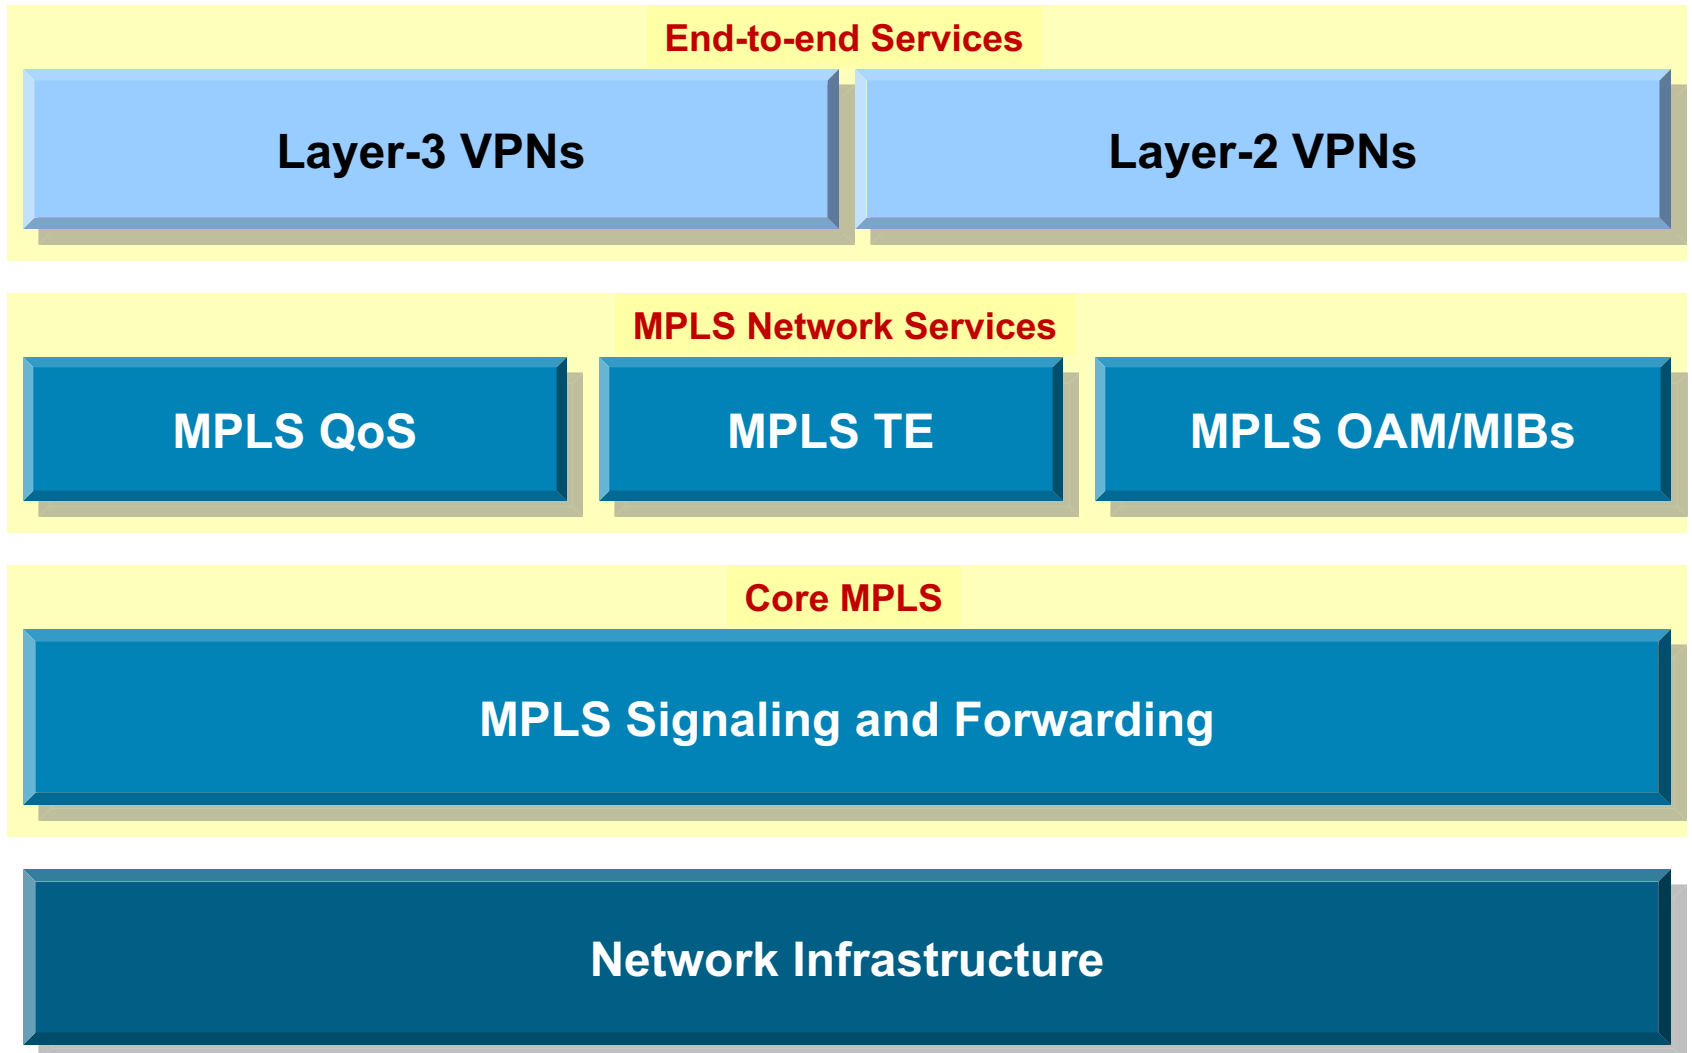 End-to-end Services
Layer-3 VPNs
Layer-2 VPNs
MPLS Network Services
MPLS QoS
MPLS TE
MPLS OAM/MIBs
Core MPLS
MPLS Signaling and Forwarding
Network Infrastructure